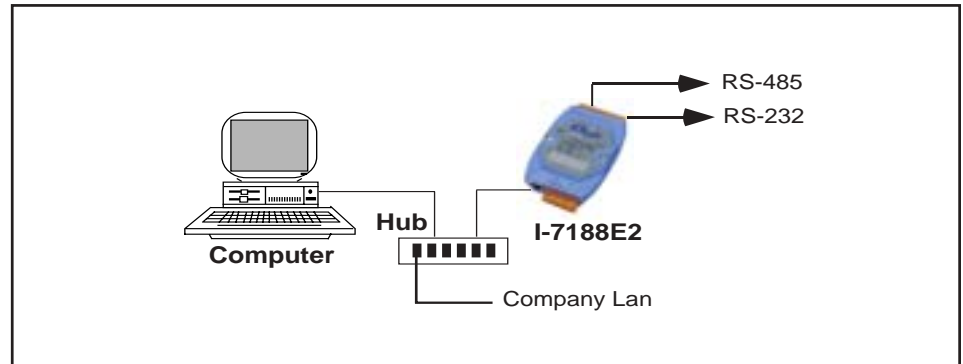 RS-485
RS-232
Hub
I-7188E2
Computer
Company Lan